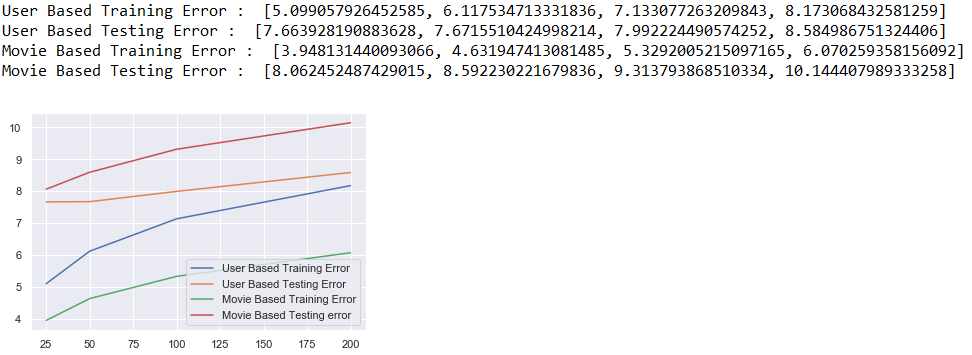 User Based Training Error :  [5.099057926452585, 6.117534713331836, 7.133077263209843, 8.173068432581259]
User Based Testing Error :  [7.663928190883628, 7.6715510424998214, 7.992224490574252, 8.584986751324406]
Movie Based Training Error :  [3.948131440093066, 4.631947413081485, 5.3292005215097165, 6.070259358156092]
Movie Based Testing Error :  [8.062452487429015, 8.592230221679836, 9.313793868510334, 10.144407989333258]
10
9
8
7
6
5
4
User Based Training Error
User Based Testing Error
Movie Based Training Error
Movie Based Testing error
25 50 75 100 125 150 175 200